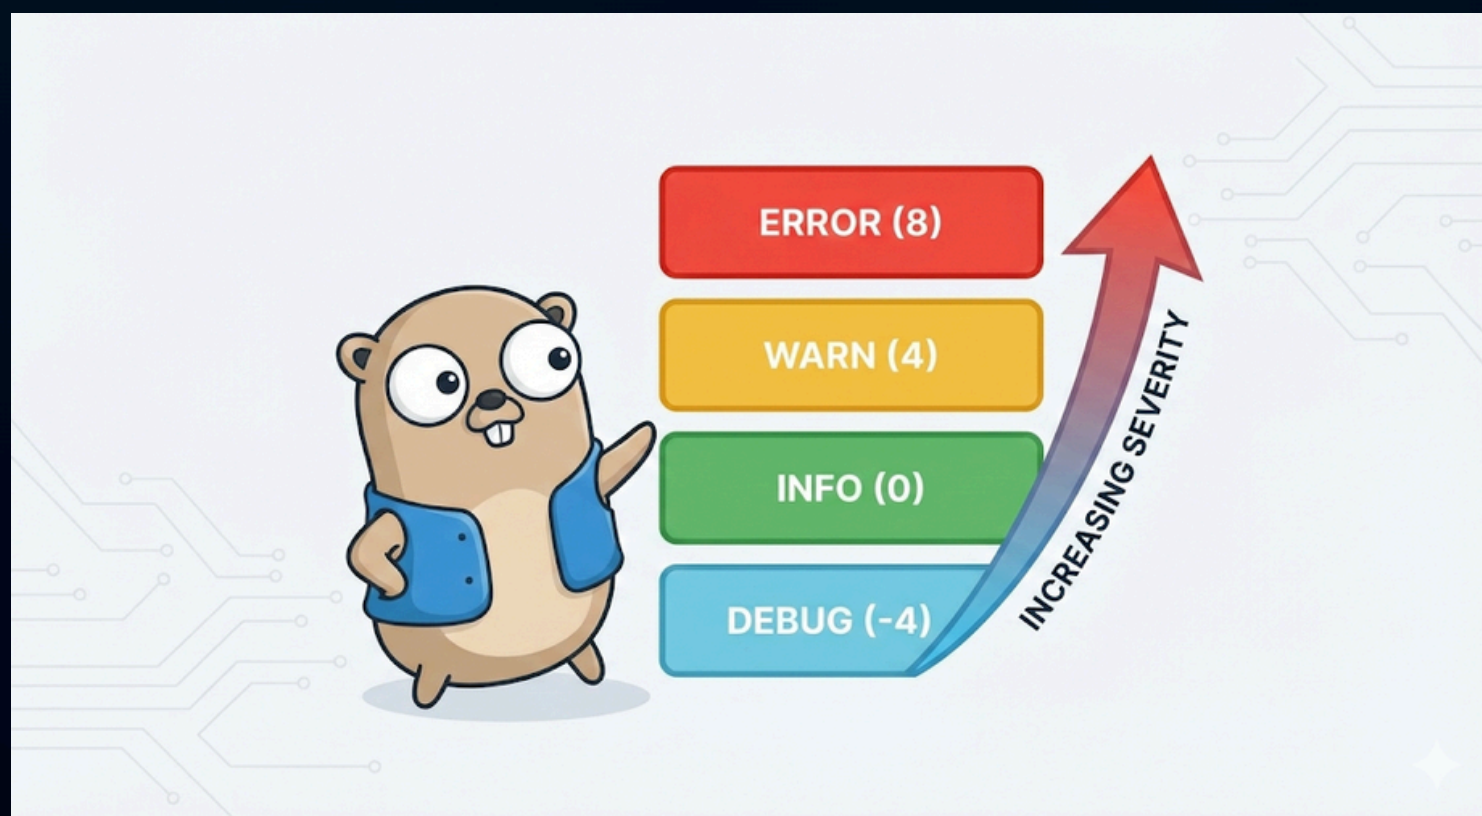 ERROR (8)
WARN (4)
INFO (0)
DEBUG (-4)
INCREASING SEVERITY